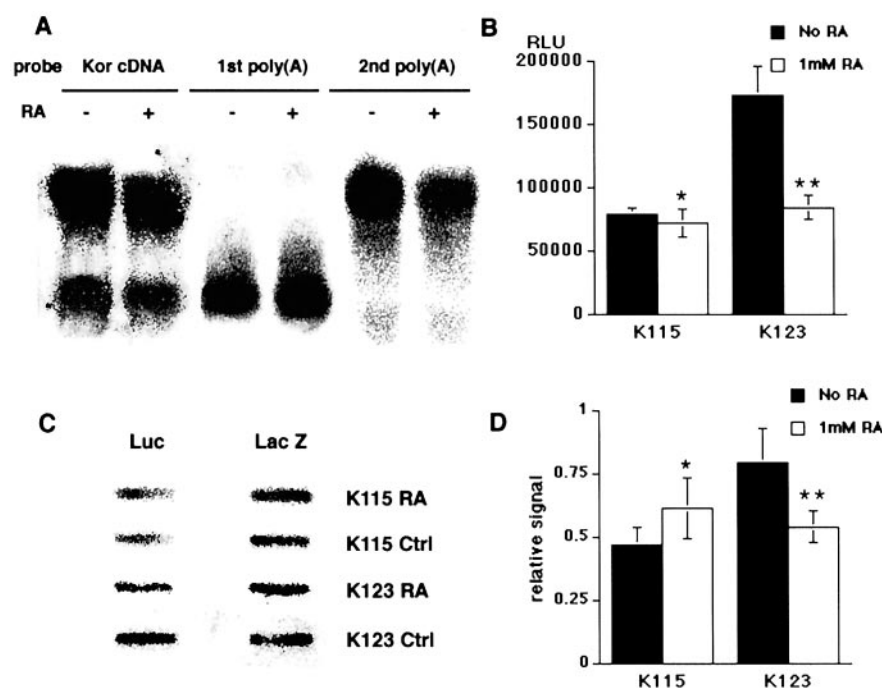 A
probe Kor cDNA 1st poly(A) 2nd poly(A)
RA - + - + - +
B
RLU
No RA
1mM RA
200000
150000
100000
50000
0
*
**
K115 K123
C
Luc Lac Z
K115 RA
K115 Ctrl
K123 RA
K123 Ctrl
D
No RA
1mM RA
relative signal
1
0.75
0.5
0.25
0
*
**
K115 K123